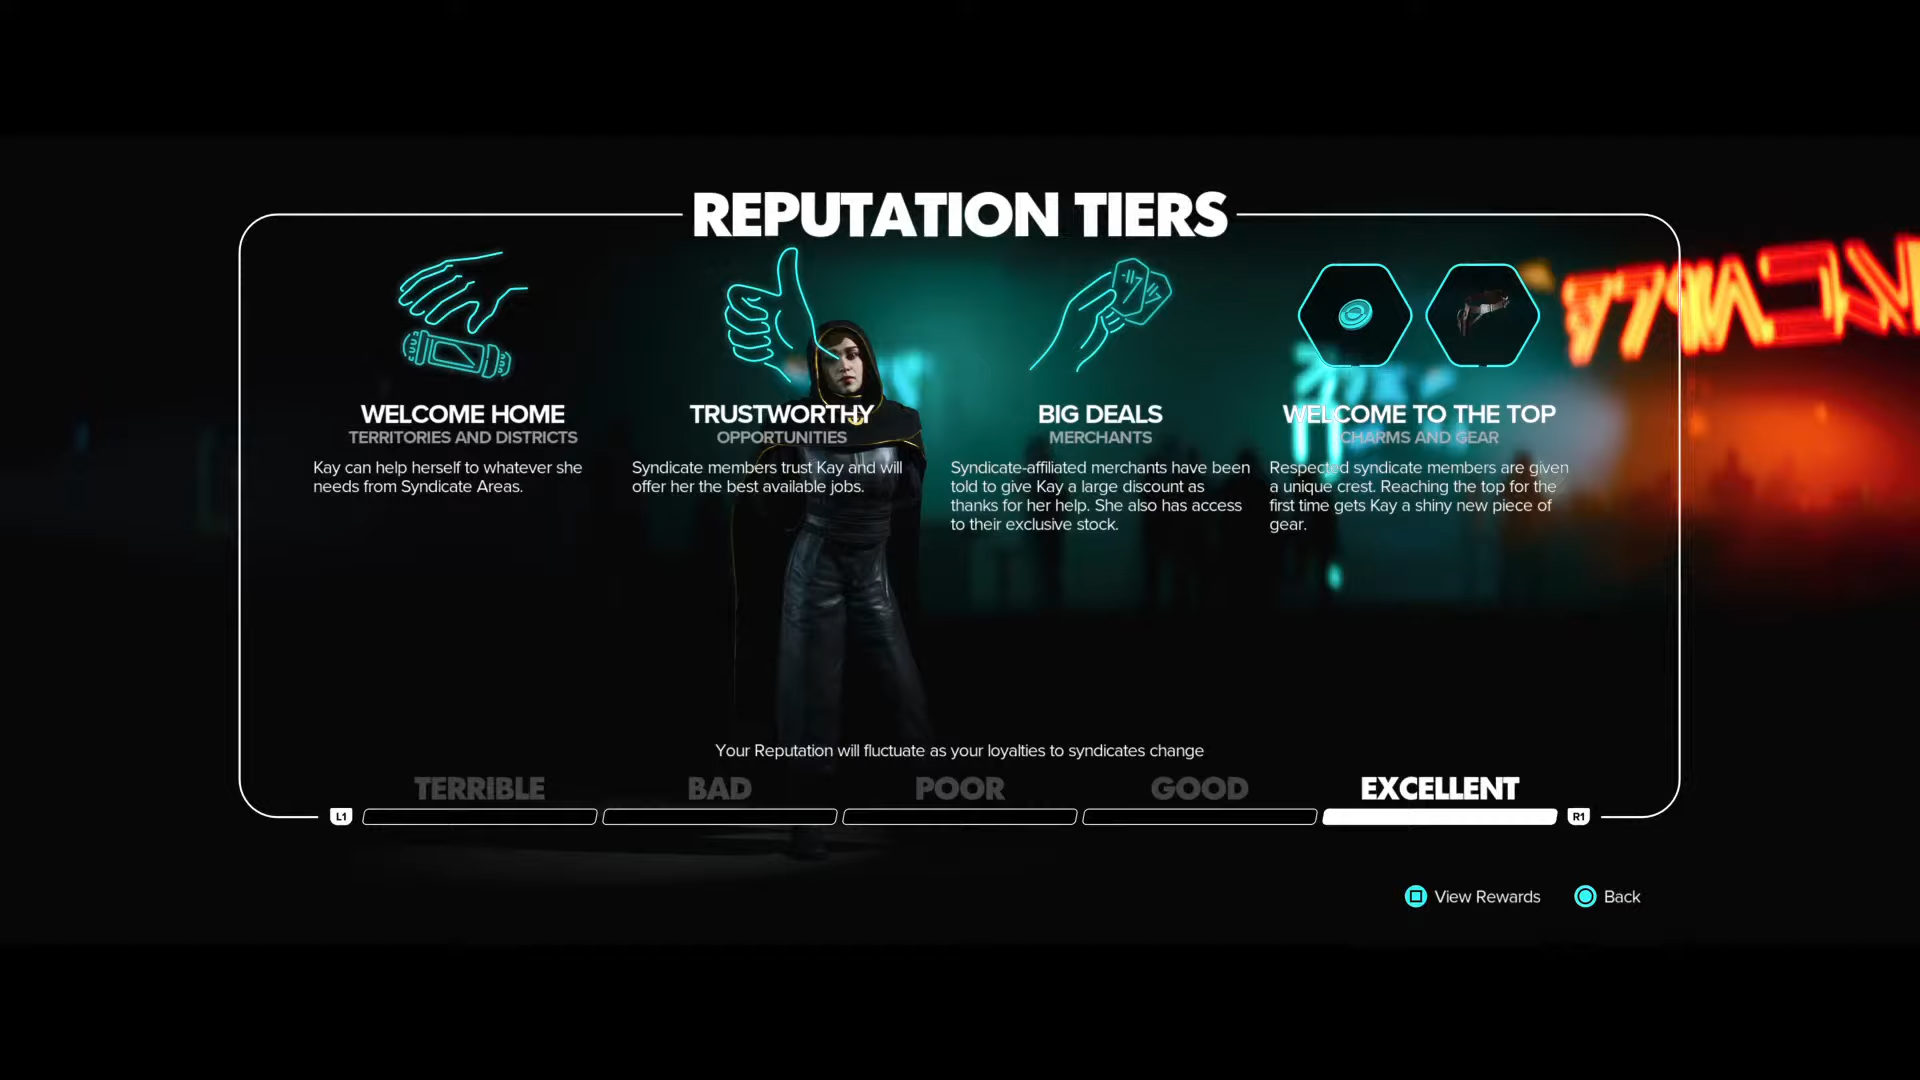 REPUTATION TIERS
WELCOME HOME
TERRITORIES AND DISTRICTS
Kay can help herself to whatever she
needs from Syndicate Areas.
TRUSTWORTHY
OPPORTUNITIES
Syndicate members trust Kay and will
offer her the best available jobs.
BIG DEALS
MERCHANTS
Syndicate-affiliated merchants have been
told to give Kay a large discount as
thanks for her help. She also has access
to their exclusive stock.
WELCOME TO THE TOP
CHARMS AND GEAR
Respected syndicate members are given
a unique crest. Reaching the top for the
first time gets Kay a shiny new piece of
gear.
Your Reputation will fluctuate as your loyalties to syndicates change
TERRIBLE
BAD
POOR
GOOD
EXCELLENT
L1
R1
View Rewards
Back